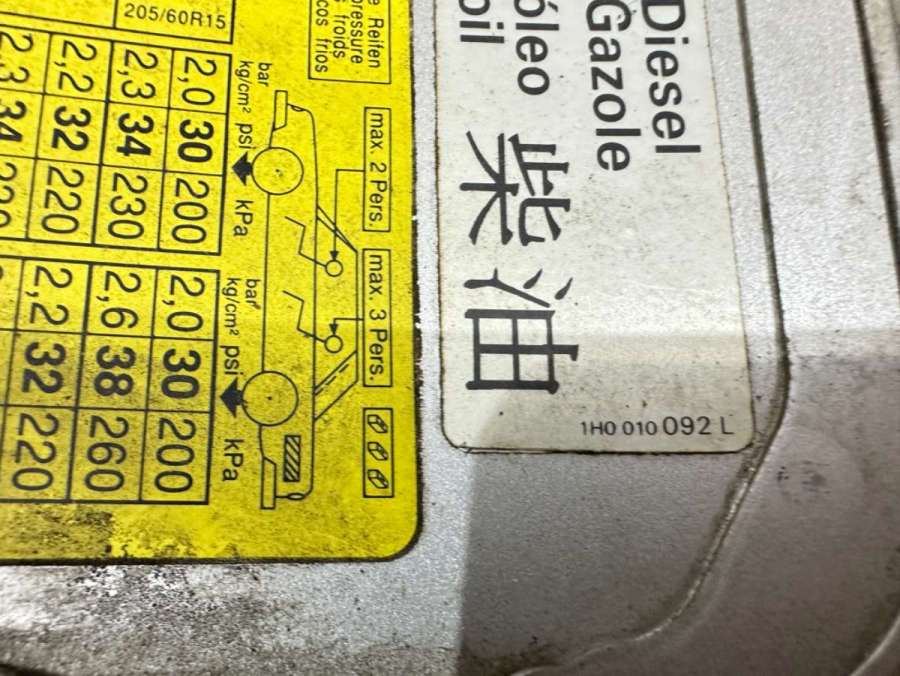 205/60R15
e Reifen
pressure
froids
cos frios
max. 2 Pers.
max. 3 Pers.
bar
kg/cm² psi kPa
bar
kg/cm² psi kPa
2,0 30 200 2,0 30 200
2,3 34 230 2,6 38 260
2,2 32 220 2,2 32 220
2,3 34
Diesel
Gazole
óleo
oil
柴油
1H0 010 092 L